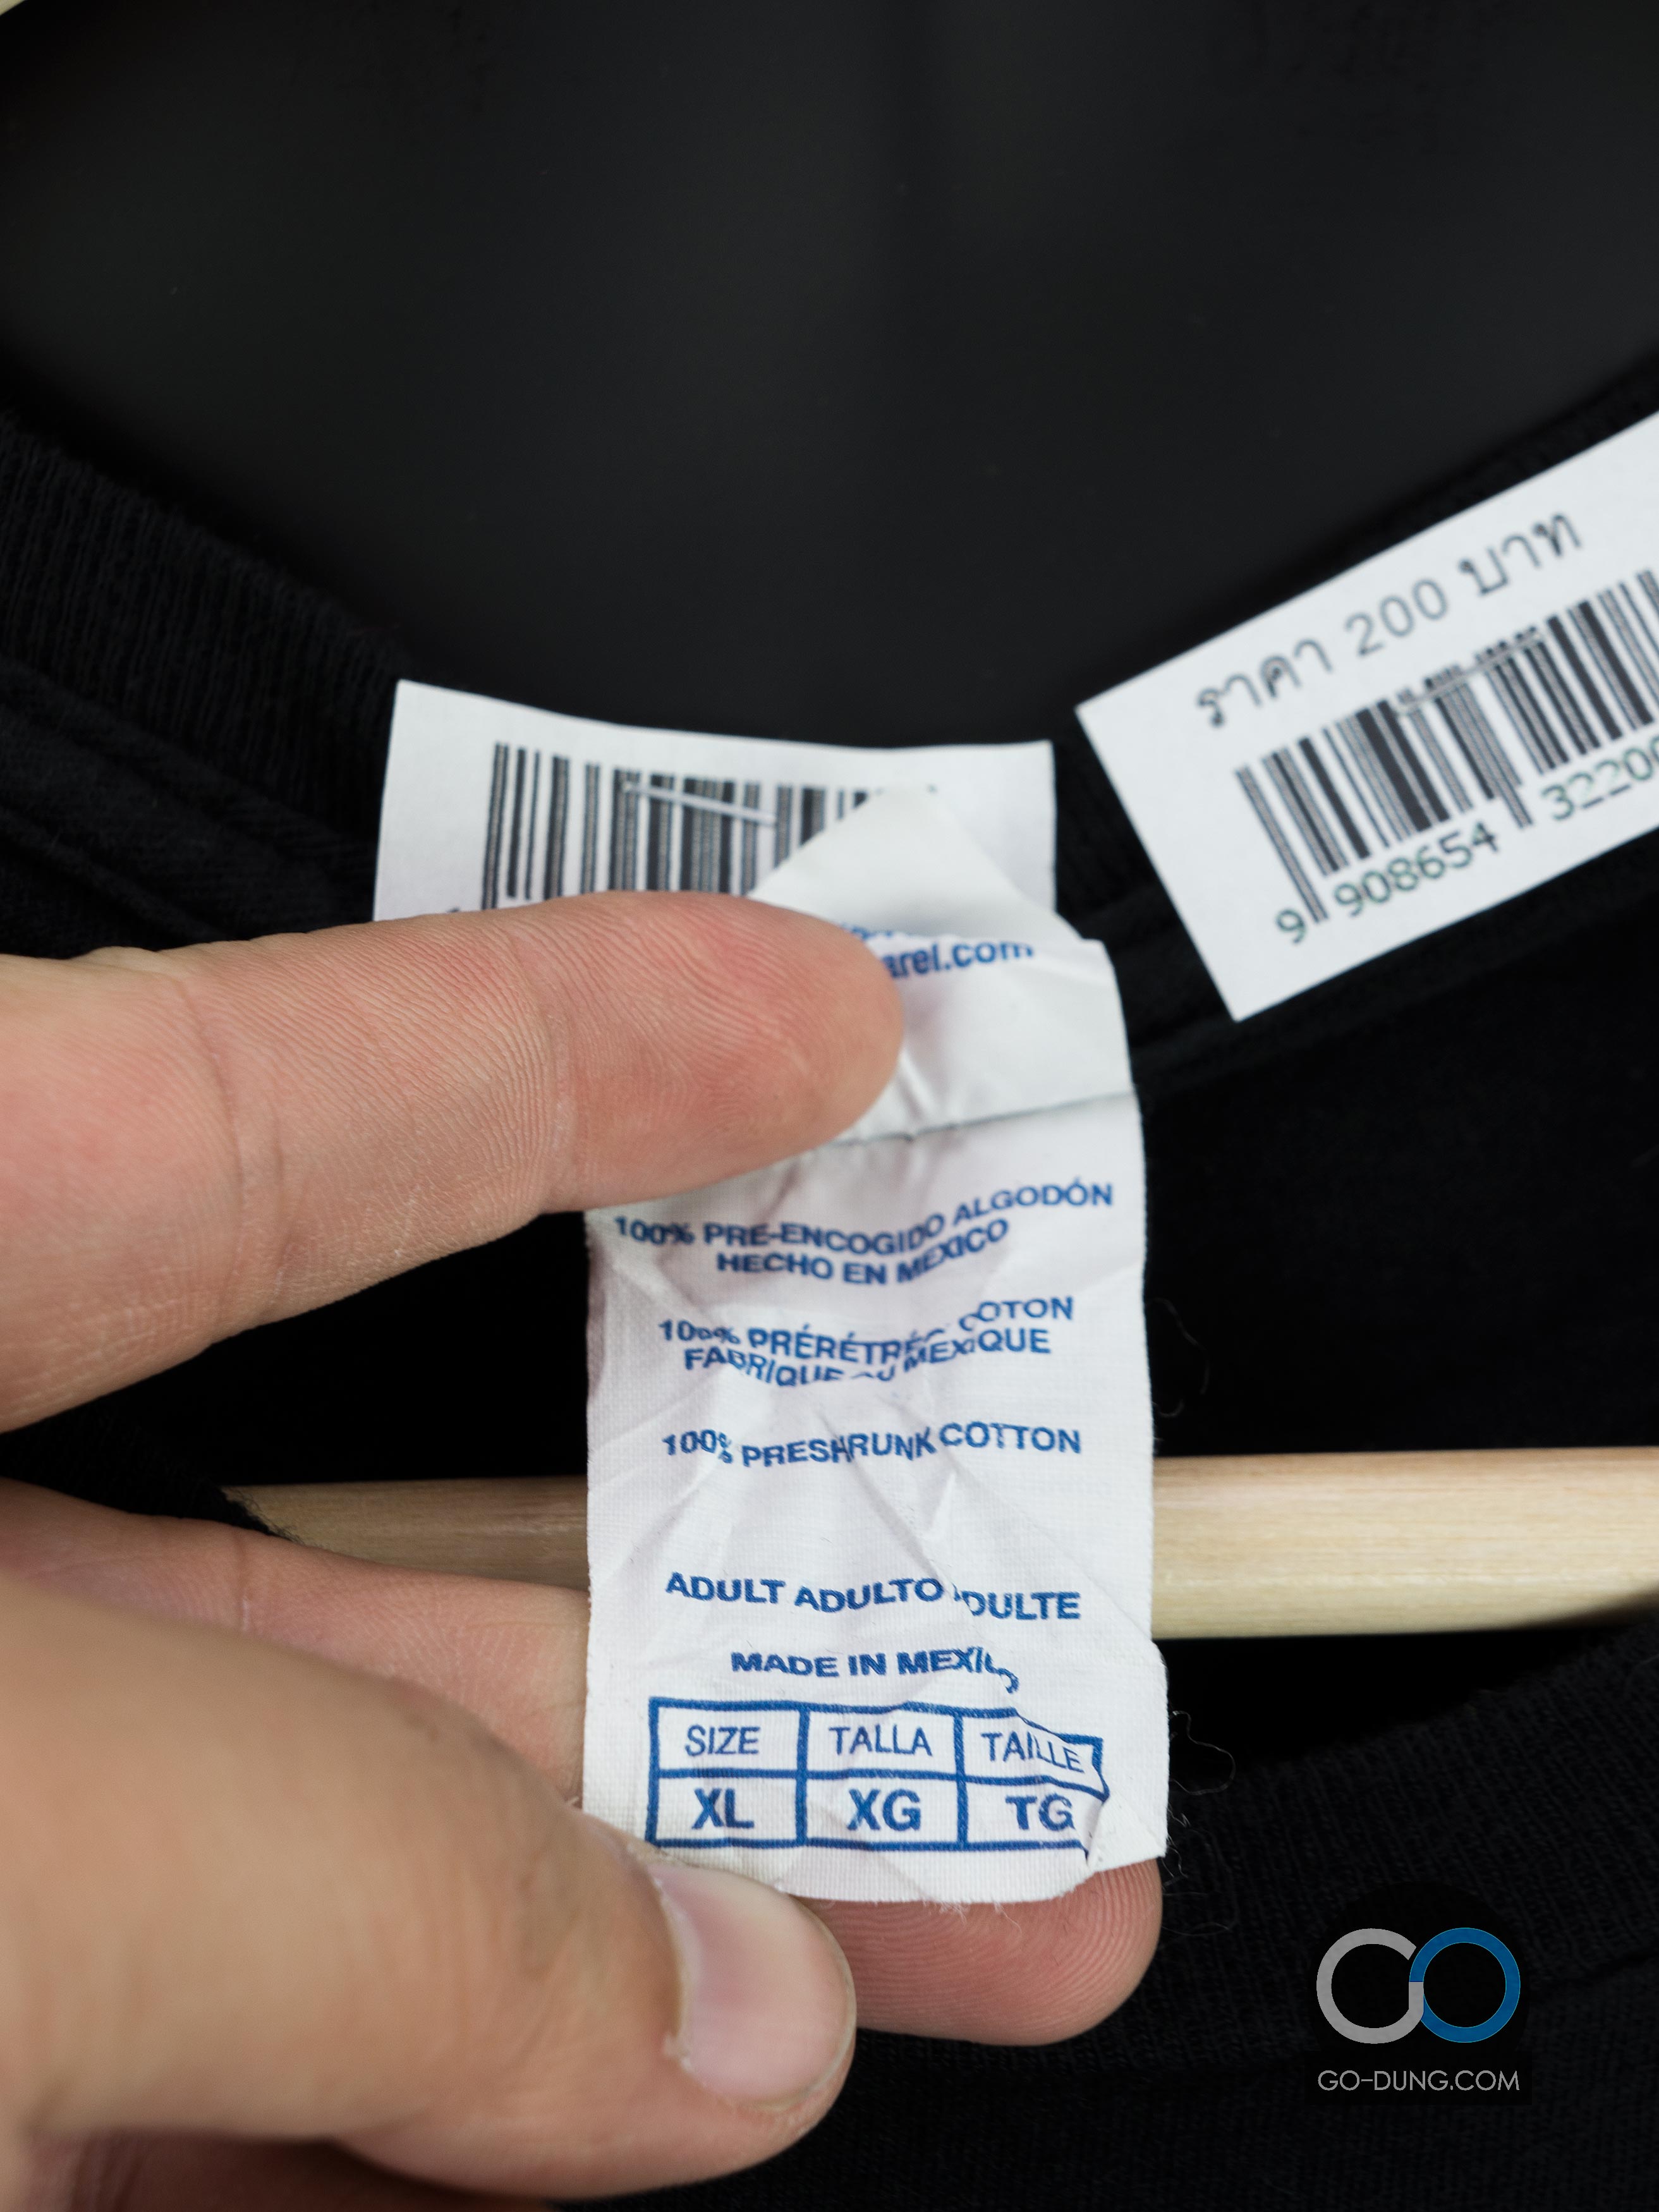 ราคา 200 บาท
9 908654 3220
arel.com
100% PRE-ENCOGIDO ALGODÓN
HECHO EN MEXICO
100% PRÉRÉTRÉCI COTON
FABRIQUE AU MEXIQUE
100% PRESHRUNK COTTON
ADULT ADULTO ADULTE
MADE IN MEXICO
SIZE TALLA TAILLE
XL XG TG
GO
GO-DUNG.COM